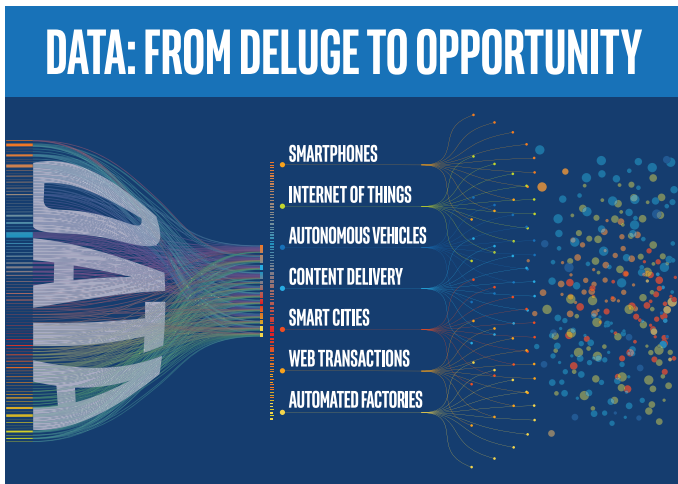 DATA: FROM DELUGE TO OPPORTUNITY
DATA
SMARTPHONES
INTERNET OF THINGS
AUTONOMOUS VEHICLES
CONTENT DELIVERY
SMART CITIES
WEB TRANSACTIONS
AUTOMATED FACTORIES